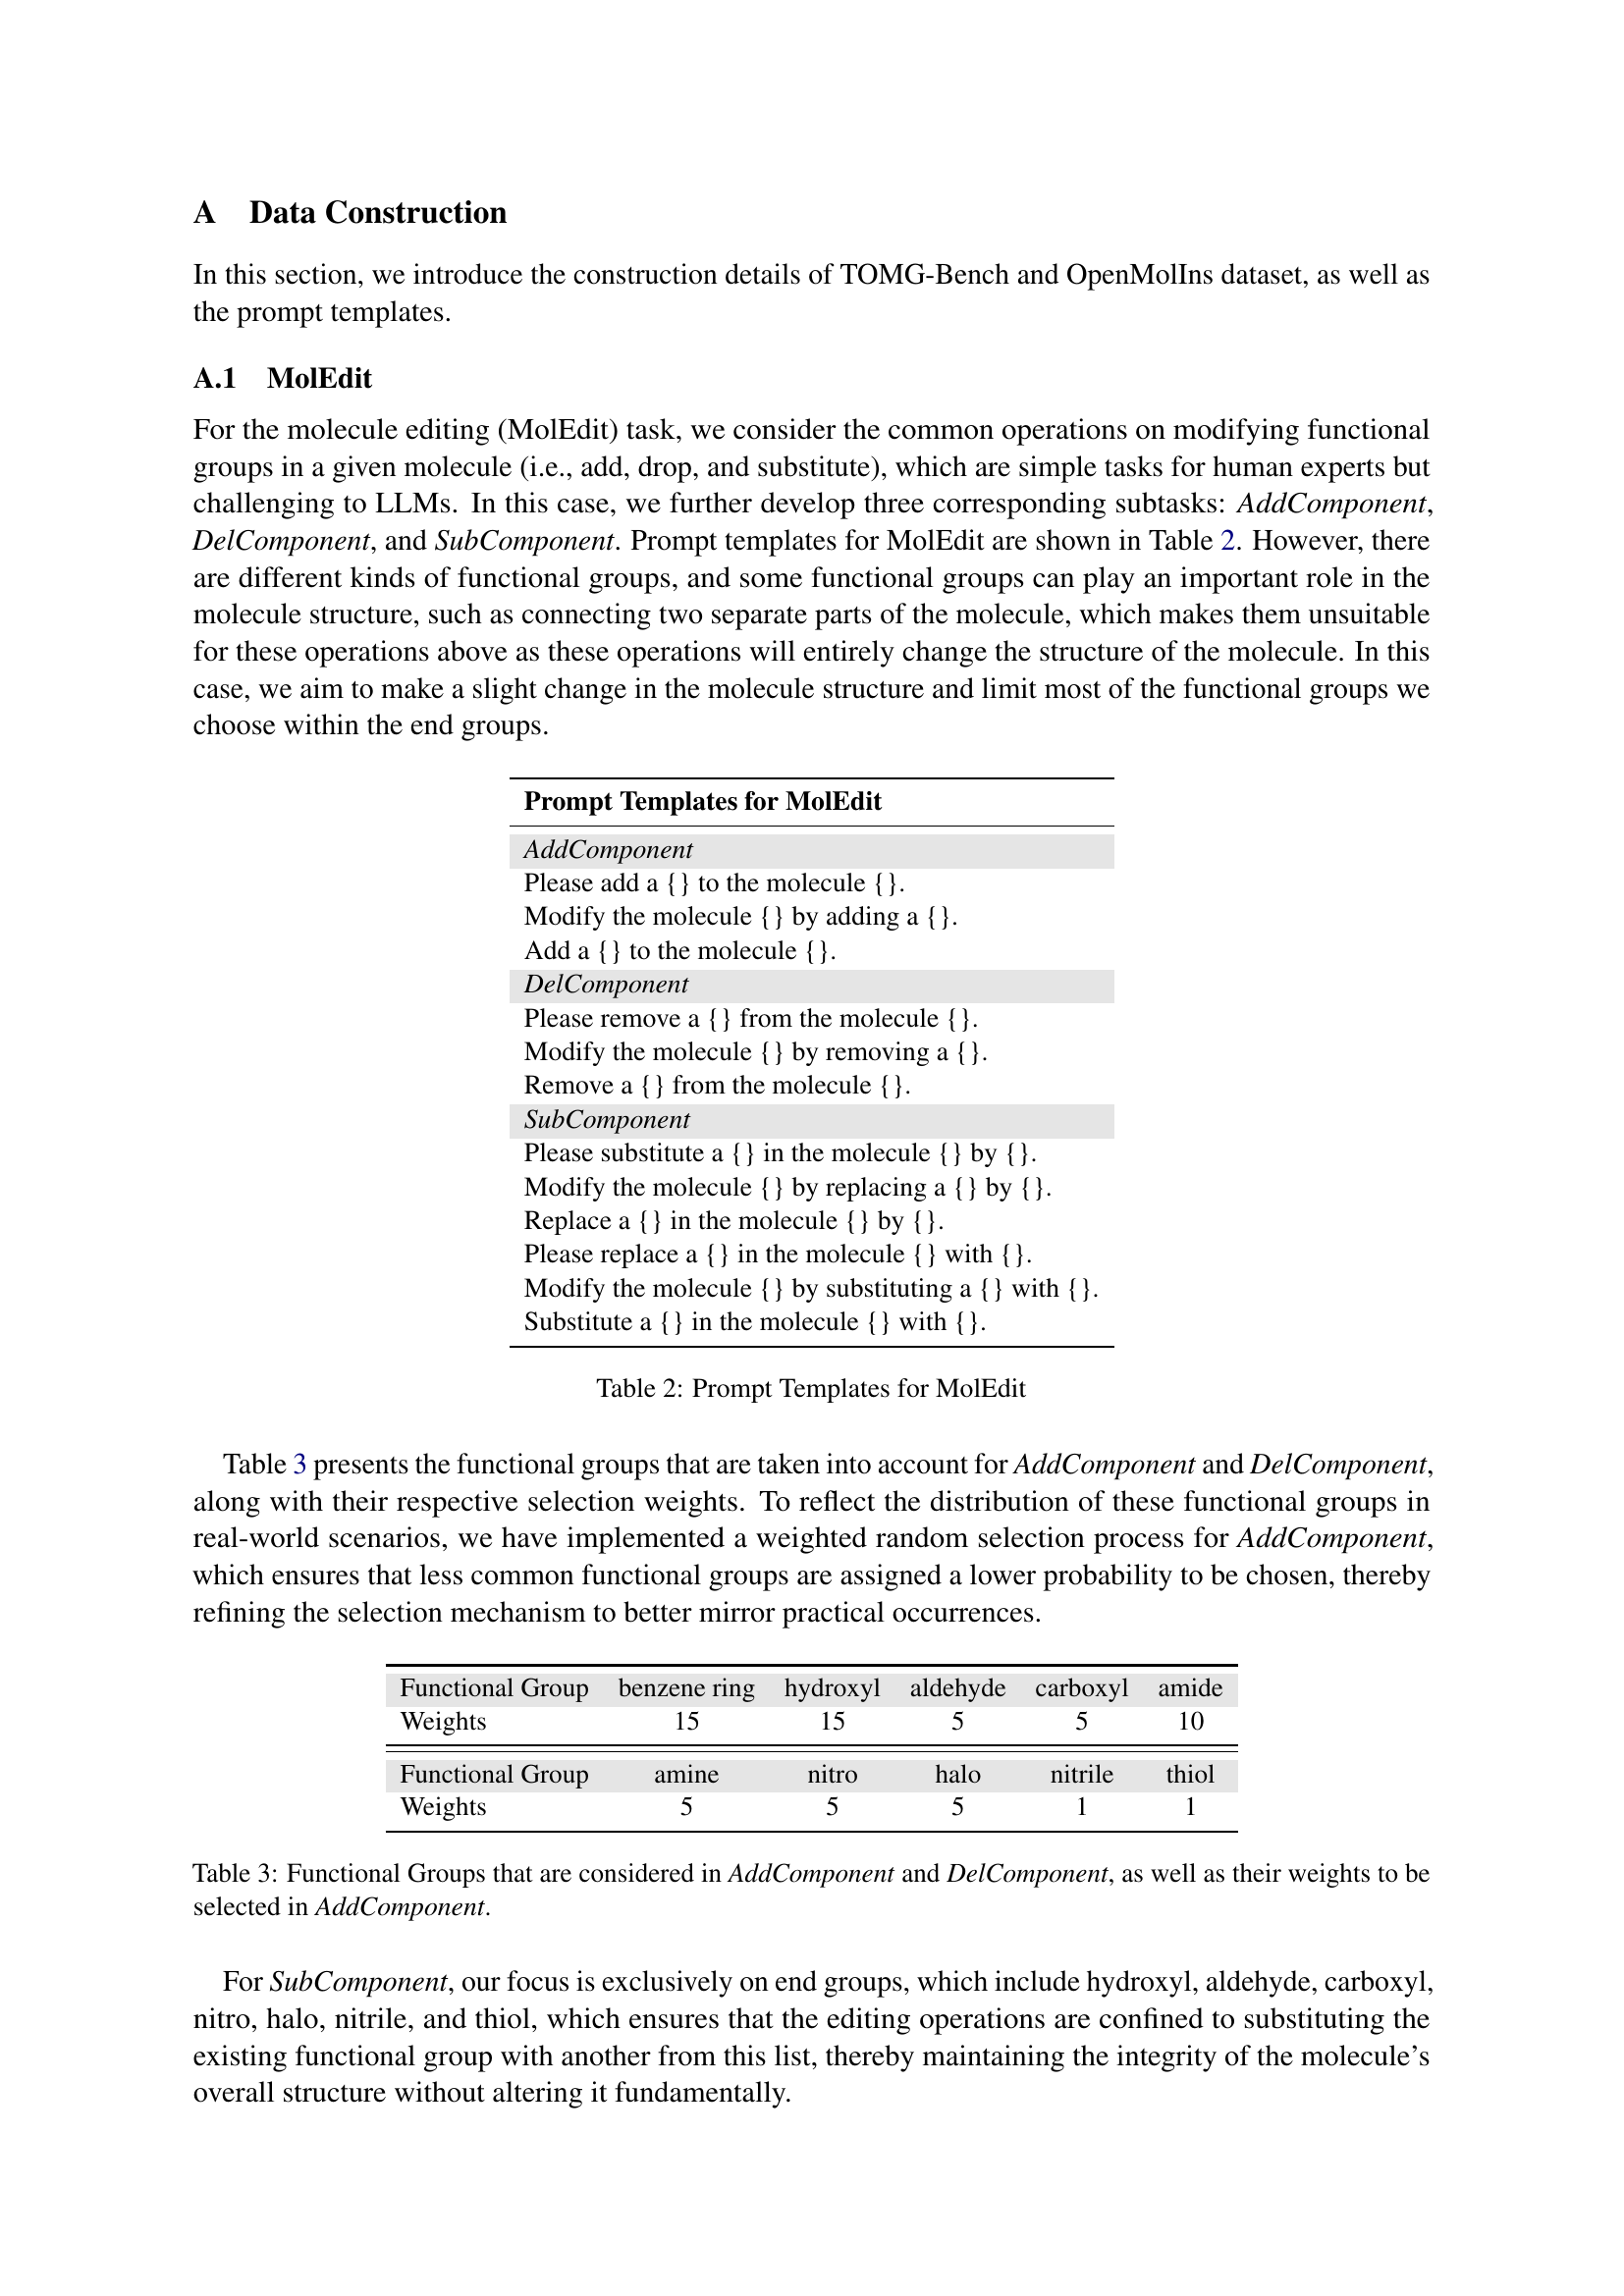 A Data Construction
In this section, we introduce the construction details of TOMG-Bench and OpenMolIns dataset, as well as
the prompt templates.
A.1 MolEdit
For the molecule editing (MolEdit) task, we consider the common operations on modifying functional
groups in a given molecule (i.e., add, drop, and substitute), which are simple tasks for human experts but
challenging to LLMs. In this case, we further develop three corresponding subtasks: AddComponent,
DelComponent, and SubComponent. Prompt templates for MolEdit are shown in Table 2. However, there
are different kinds of functional groups, and some functional groups can play an important role in the
molecule structure, such as connecting two separate parts of the molecule, which makes them unsuitable
for these operations above as these operations will entirely change the structure of the molecule. In this
case, we aim to make a slight change in the molecule structure and limit most of the functional groups we
choose within the end groups.
Prompt Templates for MolEdit
AddComponent
Please add a {} to the molecule {}.
Modify the molecule {} by adding a {}.
Add a {} to the molecule {}.
DelComponent
Please remove a {} from the molecule {}.
Modify the molecule {} by removing a {}.
Remove a {} from the molecule {}.
SubComponent
Please substitute a {} in the molecule {} by {}.
Modify the molecule {} by replacing a {} by {}.
Replace a {} in the molecule {} by {}.
Please replace a {} in the molecule {} with {}.
Modify the molecule {} by substituting a {} with {}.
Substitute a {} in the molecule {} with {}.
Table 2: Prompt Templates for MolEdit
Table 3 presents the functional groups that are taken into account for AddComponent and DelComponent,
along with their respective selection weights. To reflect the distribution of these functional groups in
real-world scenarios, we have implemented a weighted random selection process for AddComponent,
which ensures that less common functional groups are assigned a lower probability to be chosen, thereby
refining the selection mechanism to better mirror practical occurrences.
Functional Group benzene ring hydroxyl aldehyde carboxyl amide
Weights 15 15 5 5 10
Functional Group amine nitro halo nitrile thiol
Weights 5 5 5 1 1
Table 3: Functional Groups that are considered in AddComponent and DelComponent, as well as their weights to be
selected in AddComponent.
For SubComponent, our focus is exclusively on end groups, which include hydroxyl, aldehyde, carboxyl,
nitro, halo, nitrile, and thiol, which ensures that the editing operations are confined to substituting the
existing functional group with another from this list, thereby maintaining the integrity of the molecule's
overall structure without altering it fundamentally.